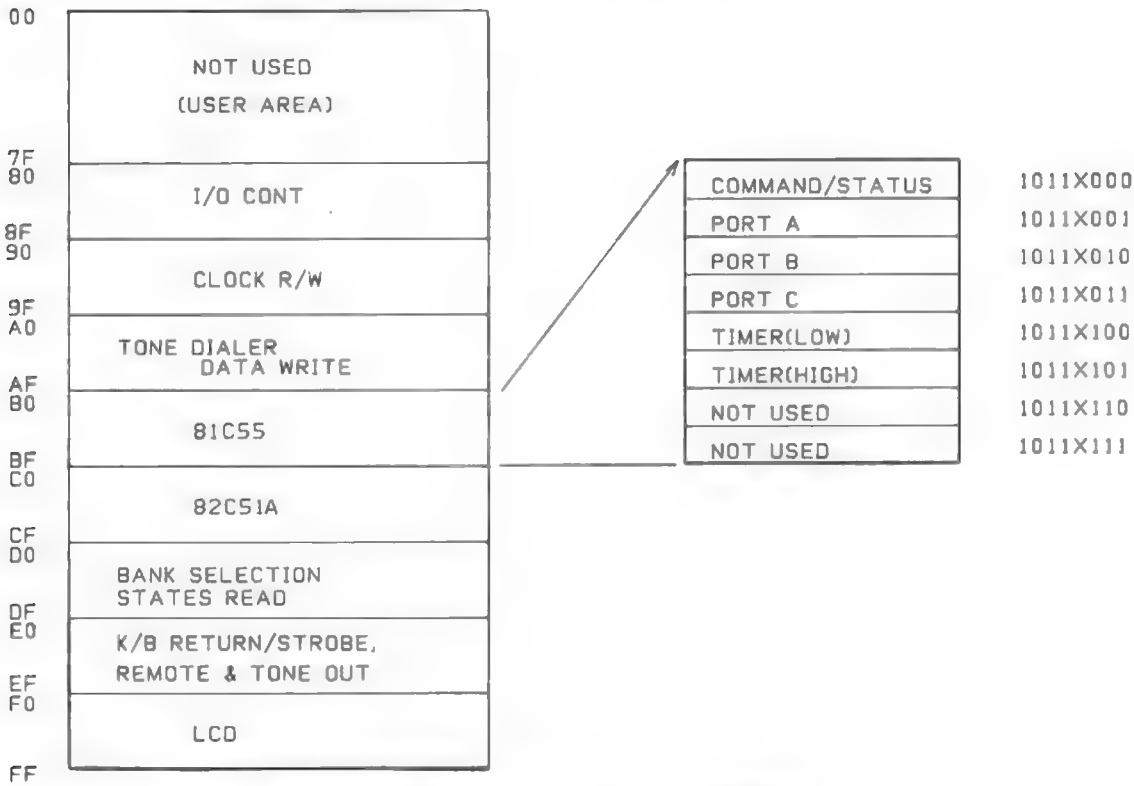 00
NOT USED
(USER AREA)
7F
80
I/O CONT
8F
90
CLOCK R/W
9F
A0
TONE DIALER
DATA WRITE
AF
B0
81C55
BF
C0
82C51A
CF
D0
BANK SELECTION
STATES READ
DF
E0
K/B RETURN/STROBE,
REMOTE & TONE OUT
EF
F0
LCD
FF
COMMAND/STATUS 1011X000
PORT A 1011X001
PORT B 1011X010
PORT C 1011X011
TIMER(LOW) 1011X100
TIMER(HIGH) 1011X101
NOT USED 1011X110
NOT USED 1011X111